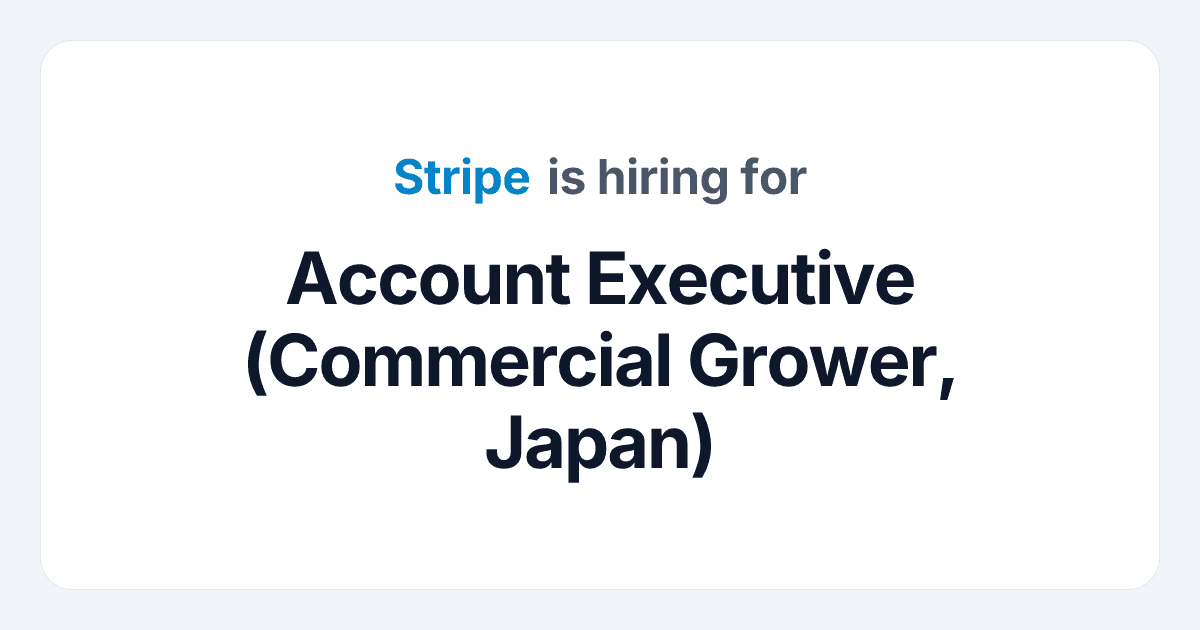 Stripe is hiring for
Account Executive
(Commercial Grower,
Japan)